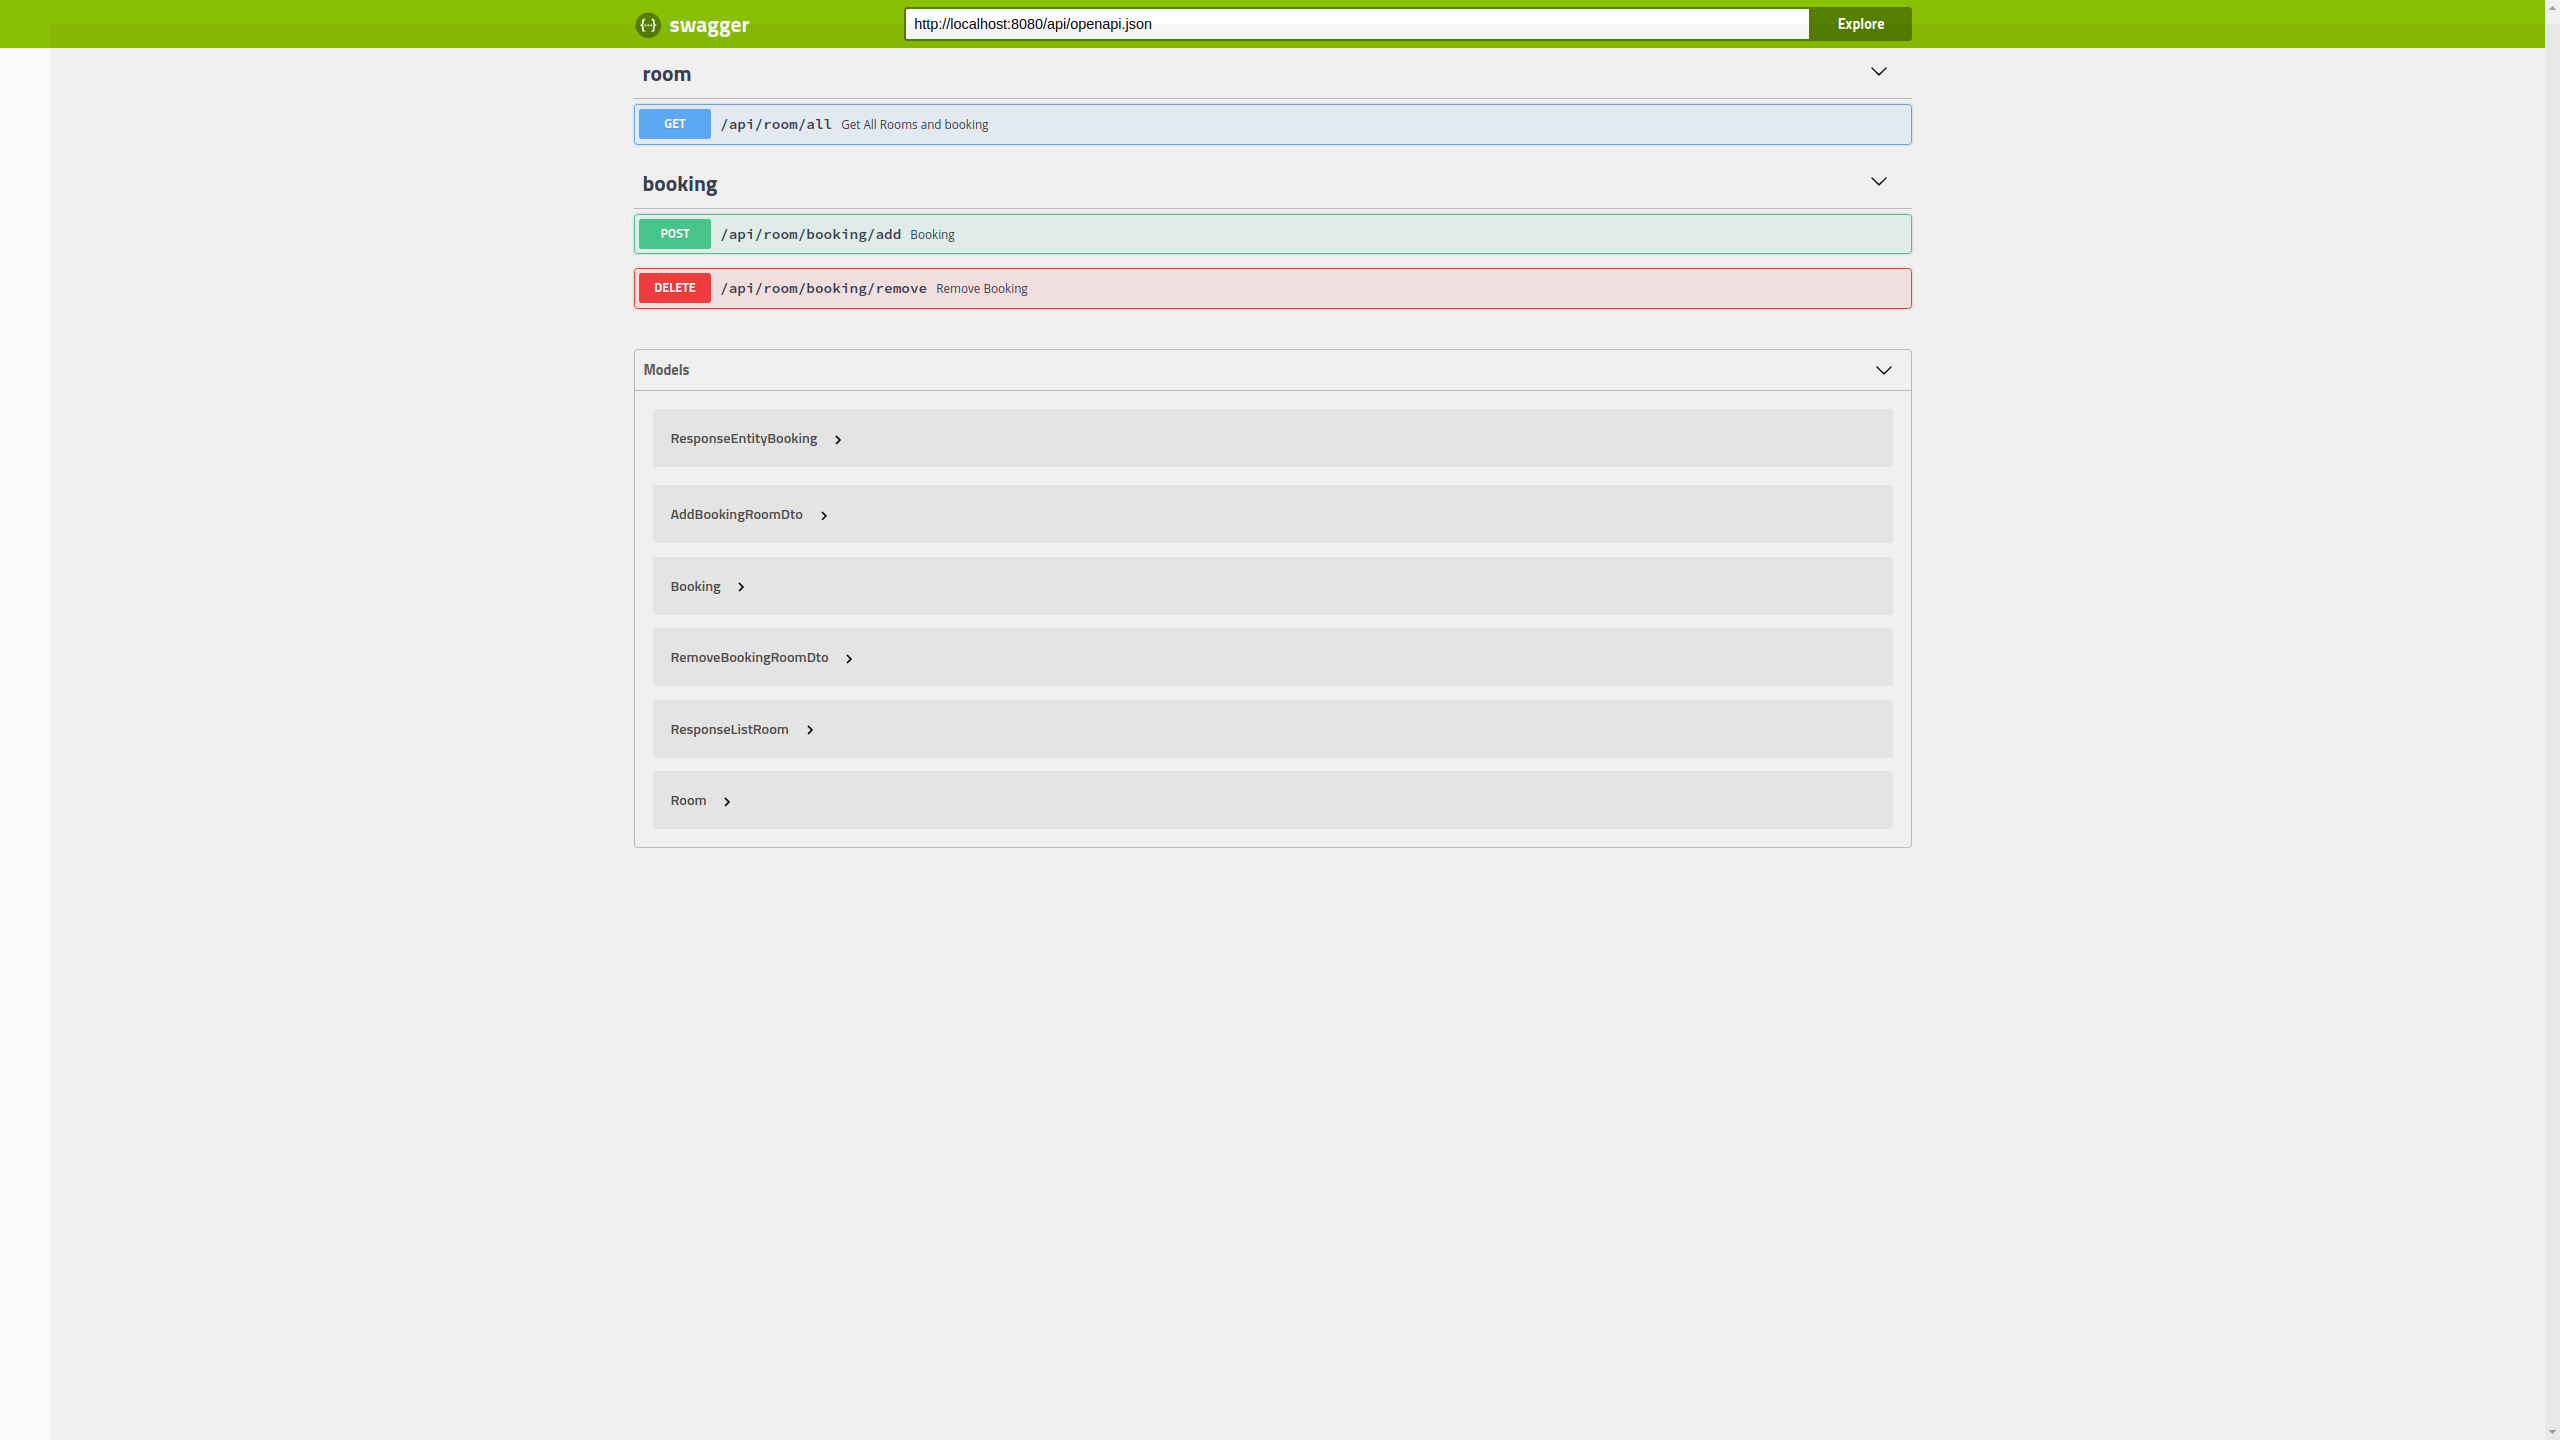 {···} swagger http://localhost:8080/api/openapi.json Explore
room
GET /api/room/all Get All Rooms and booking
booking
POST /api/room/booking/add Booking
DELETE /api/room/booking/remove Remove Booking
Models
ResponseEntityBooking
AddBookingRoomDto
Booking
RemoveBookingRoomDto
ResponseListRoom
Room